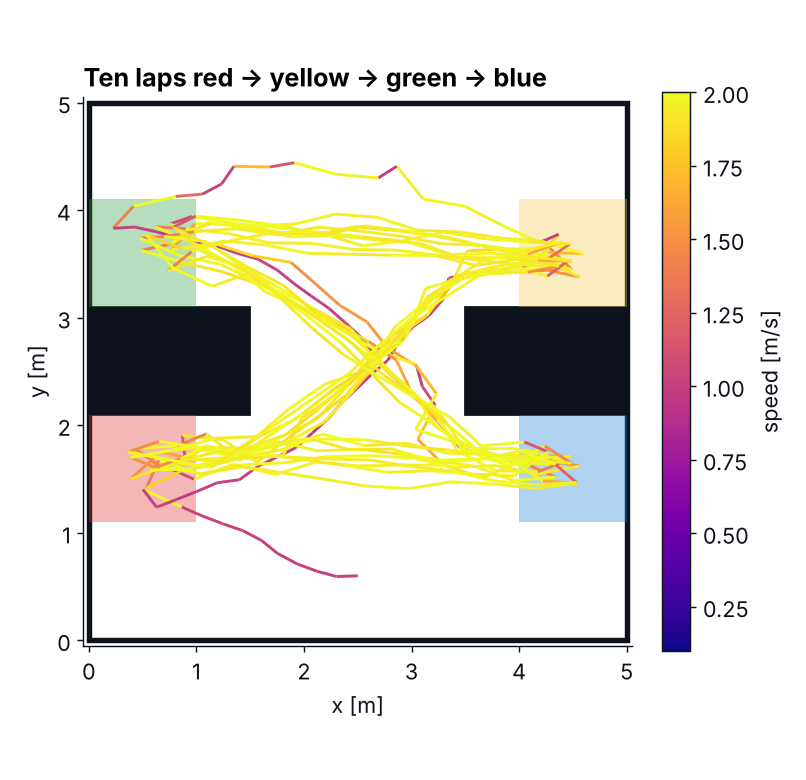 Ten laps red → yellow → green → blue
5
4
3
2
1
0
y [m]
0 1 2 3 4 5
x [m]
2.00
1.75
1.50
1.25
1.00
0.75
0.50
0.25
speed [m/s]